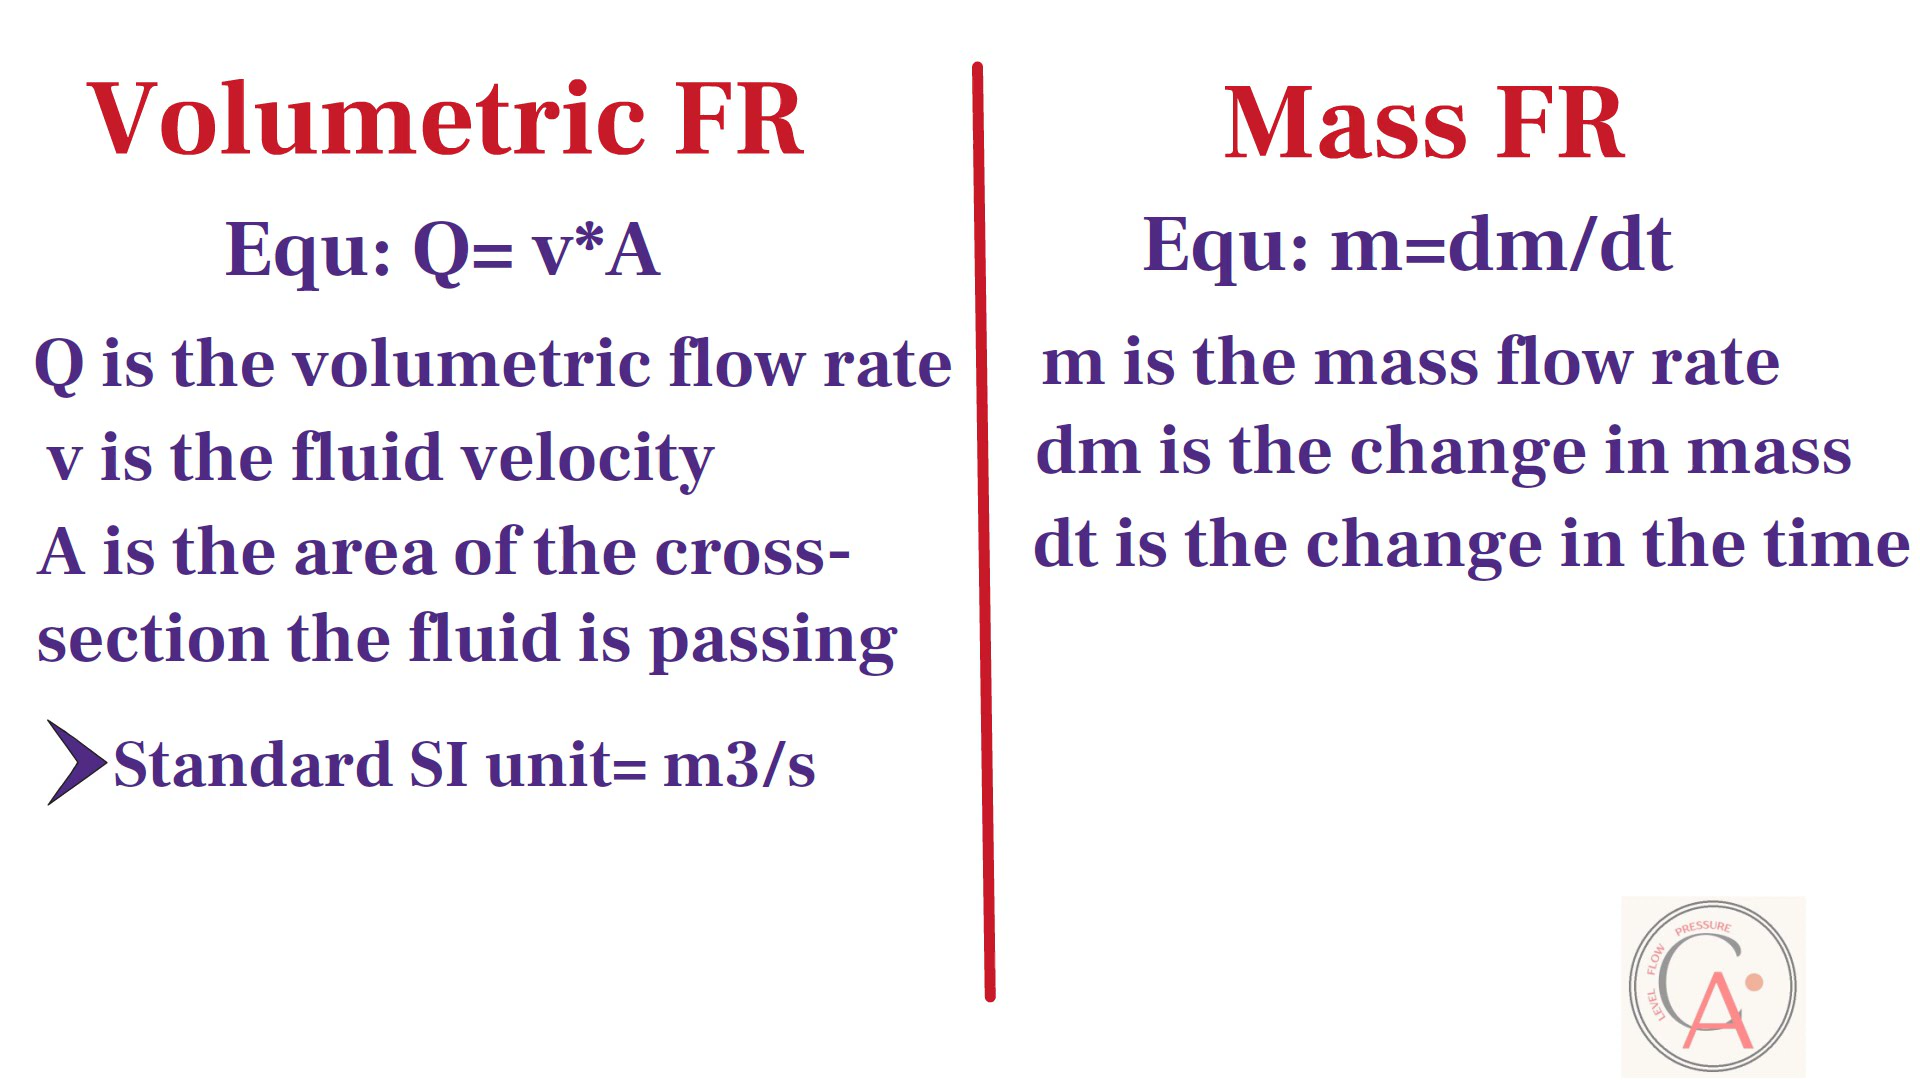 Volumetric FR
Equ: Q= v*A
Q is the volumetric flow rate
v is the fluid velocity
A is the area of the cross-
section the fluid is passing
Standard SI unit= m3/s
Mass FR
Equ: m=dm/dt
m is the mass flow rate
dm is the change in mass
dt is the change in the time
LEVEL FLOW PRESSURE
CA